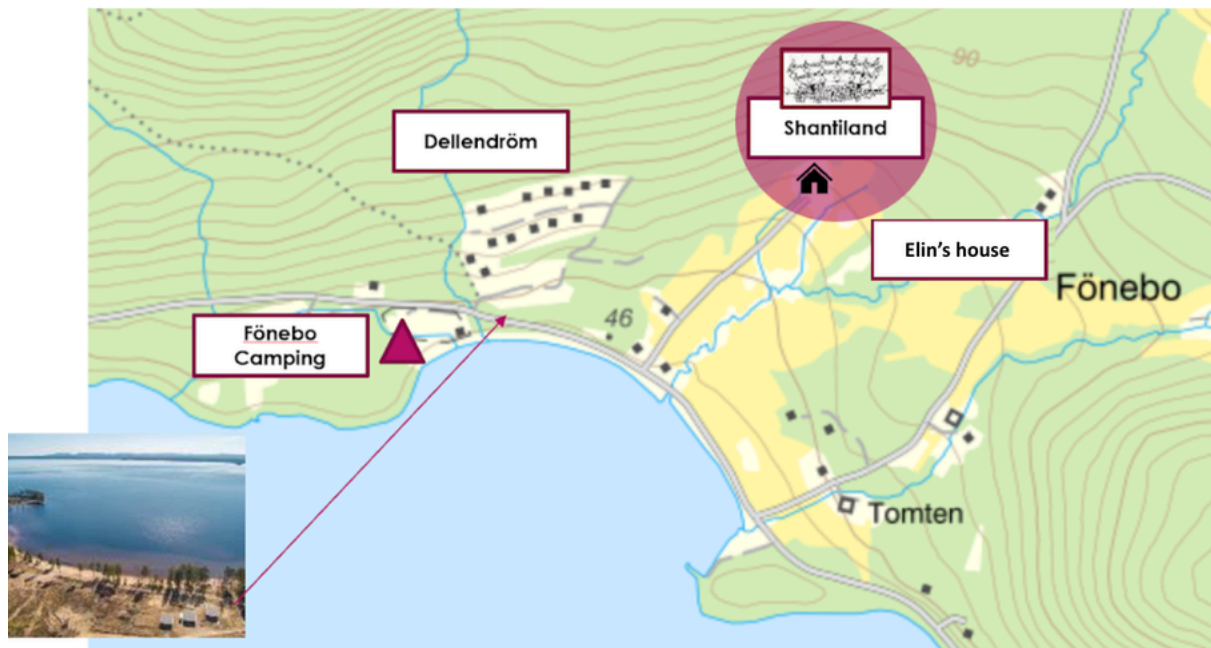 90
Shantiland
Dellendröm
Elin's house
Fönebo
46
Fönebo
Camping
Tomten